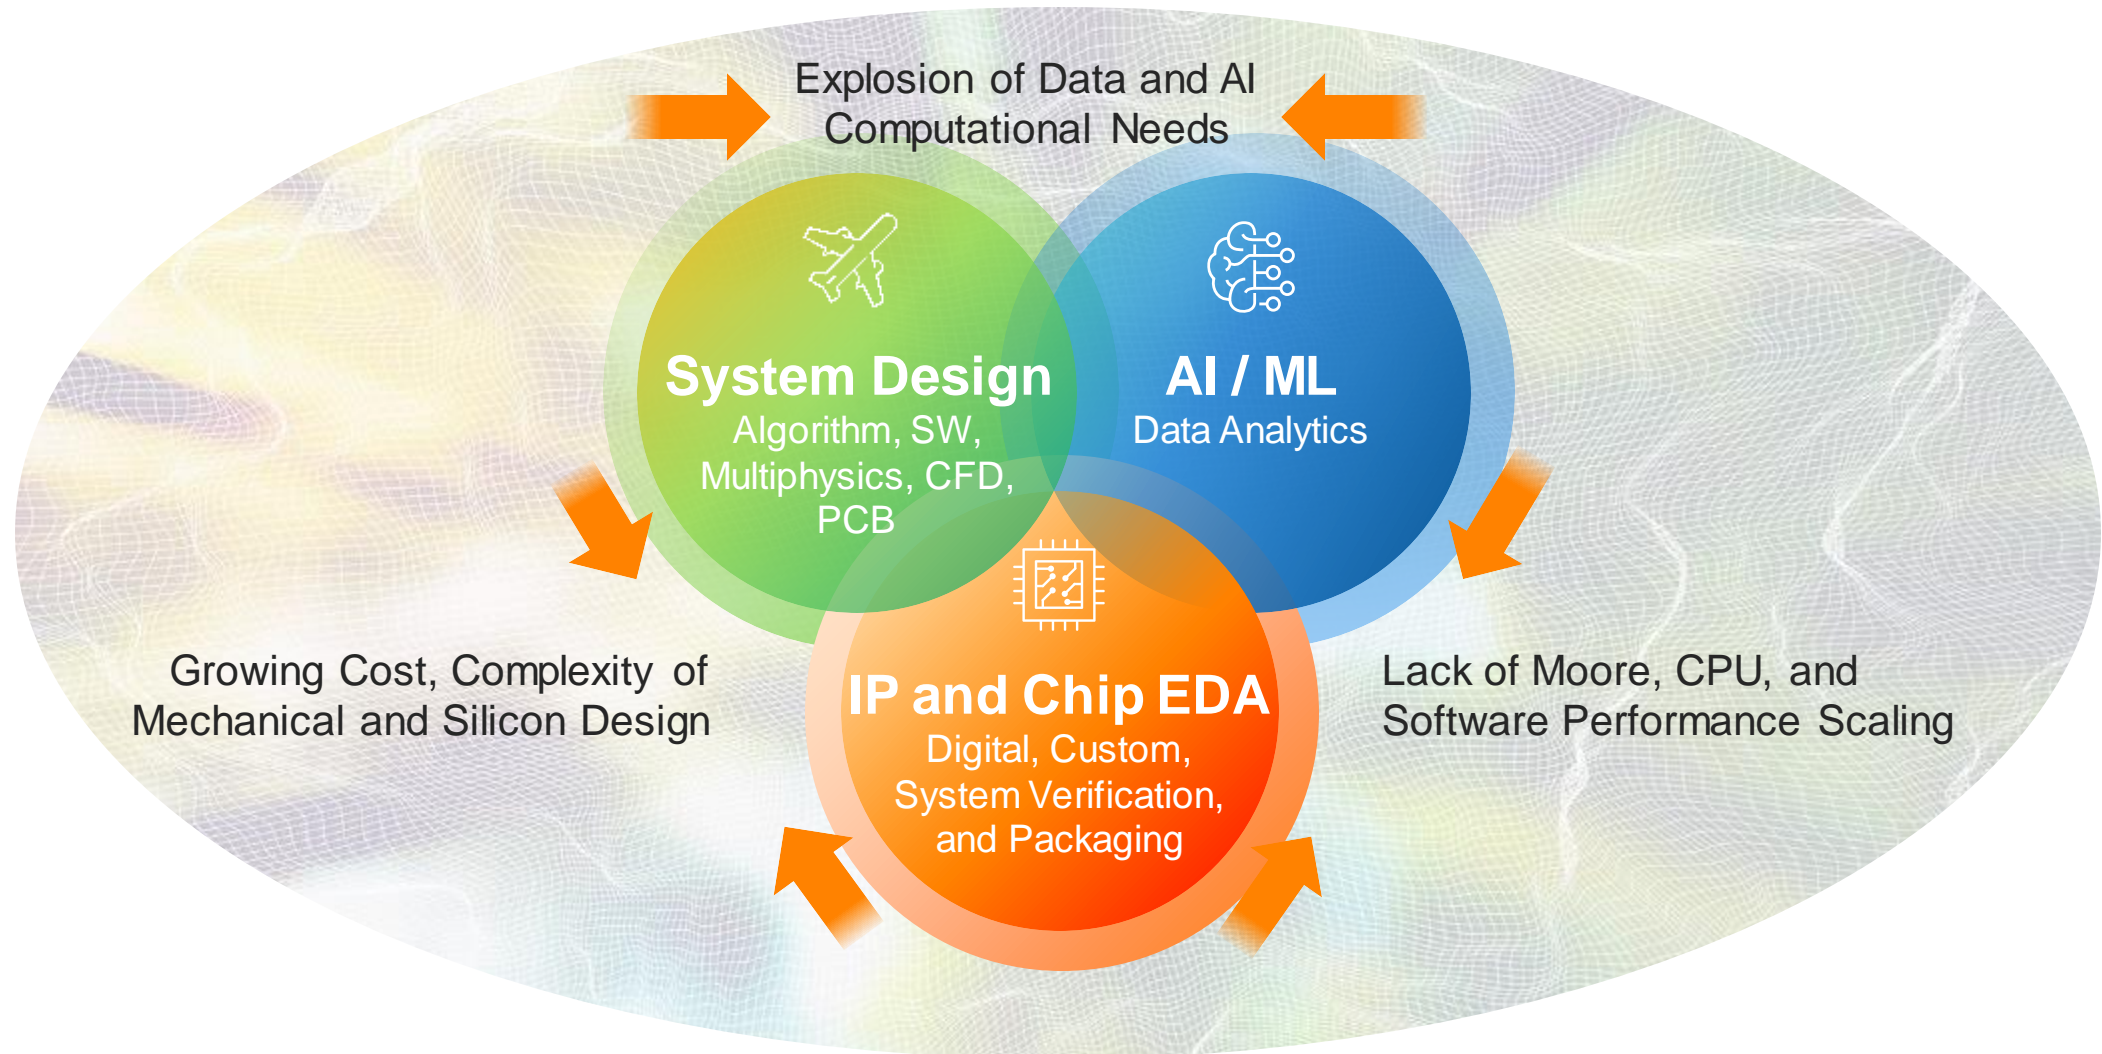 Explosion of Data and AI
Computational Needs
System Design
Algorithm, SW,
Multiphysics, CFD,
PCB
AI / ML
Data Analytics
Growing Cost, Complexity of
Mechanical and Silicon Design
IP and Chip EDA
Digital, Custom,
System Verification,
and Packaging
Lack of Moore, CPU, and
Software Performance Scaling